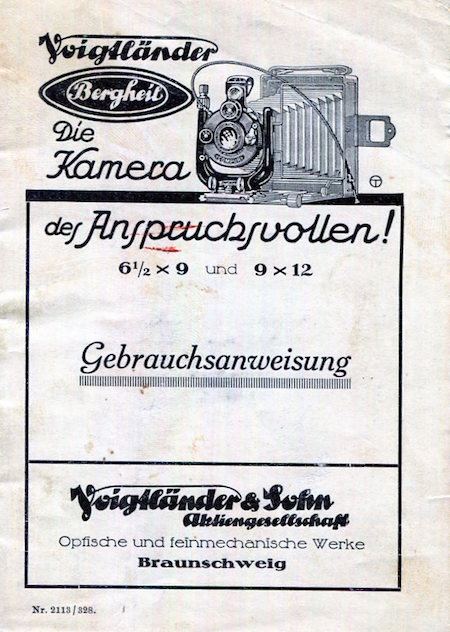 Voigtländer
Bergheil
Die
Kamera
des Anspruchsvollen!
6½ × 9 und 9 × 12
Gebrauchsanweisung
Voigtländer & Sohn
Aktiengesellschaft
Optische und feinmechanische Werke
Braunschweig
Nr. 2113/328.